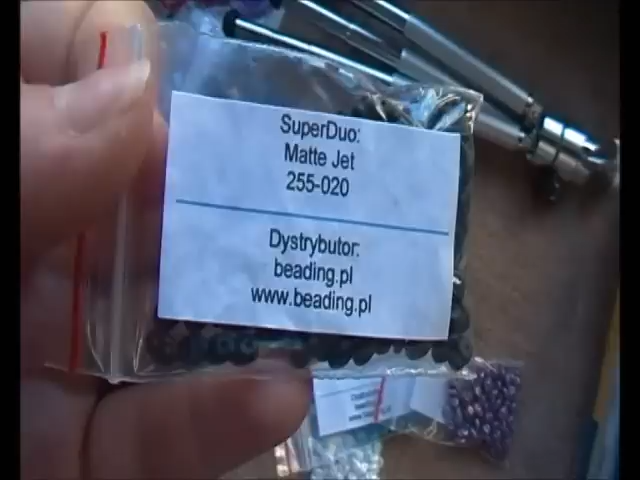 SuperDuo:
Matte Jet
255-020
Dystrybutor:
beading.pl
www.beading.pl